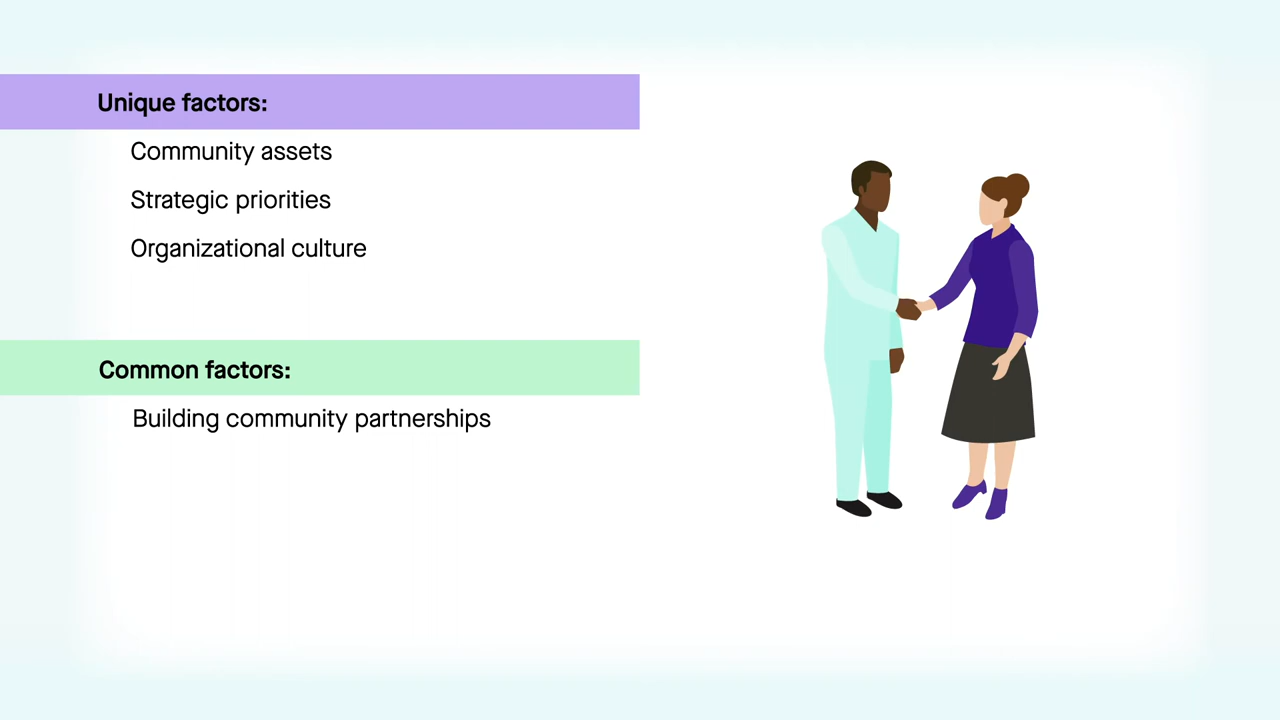 Unique factors:
Community assets
Strategic priorities
Organizational culture
Common factors:
Building community partnerships